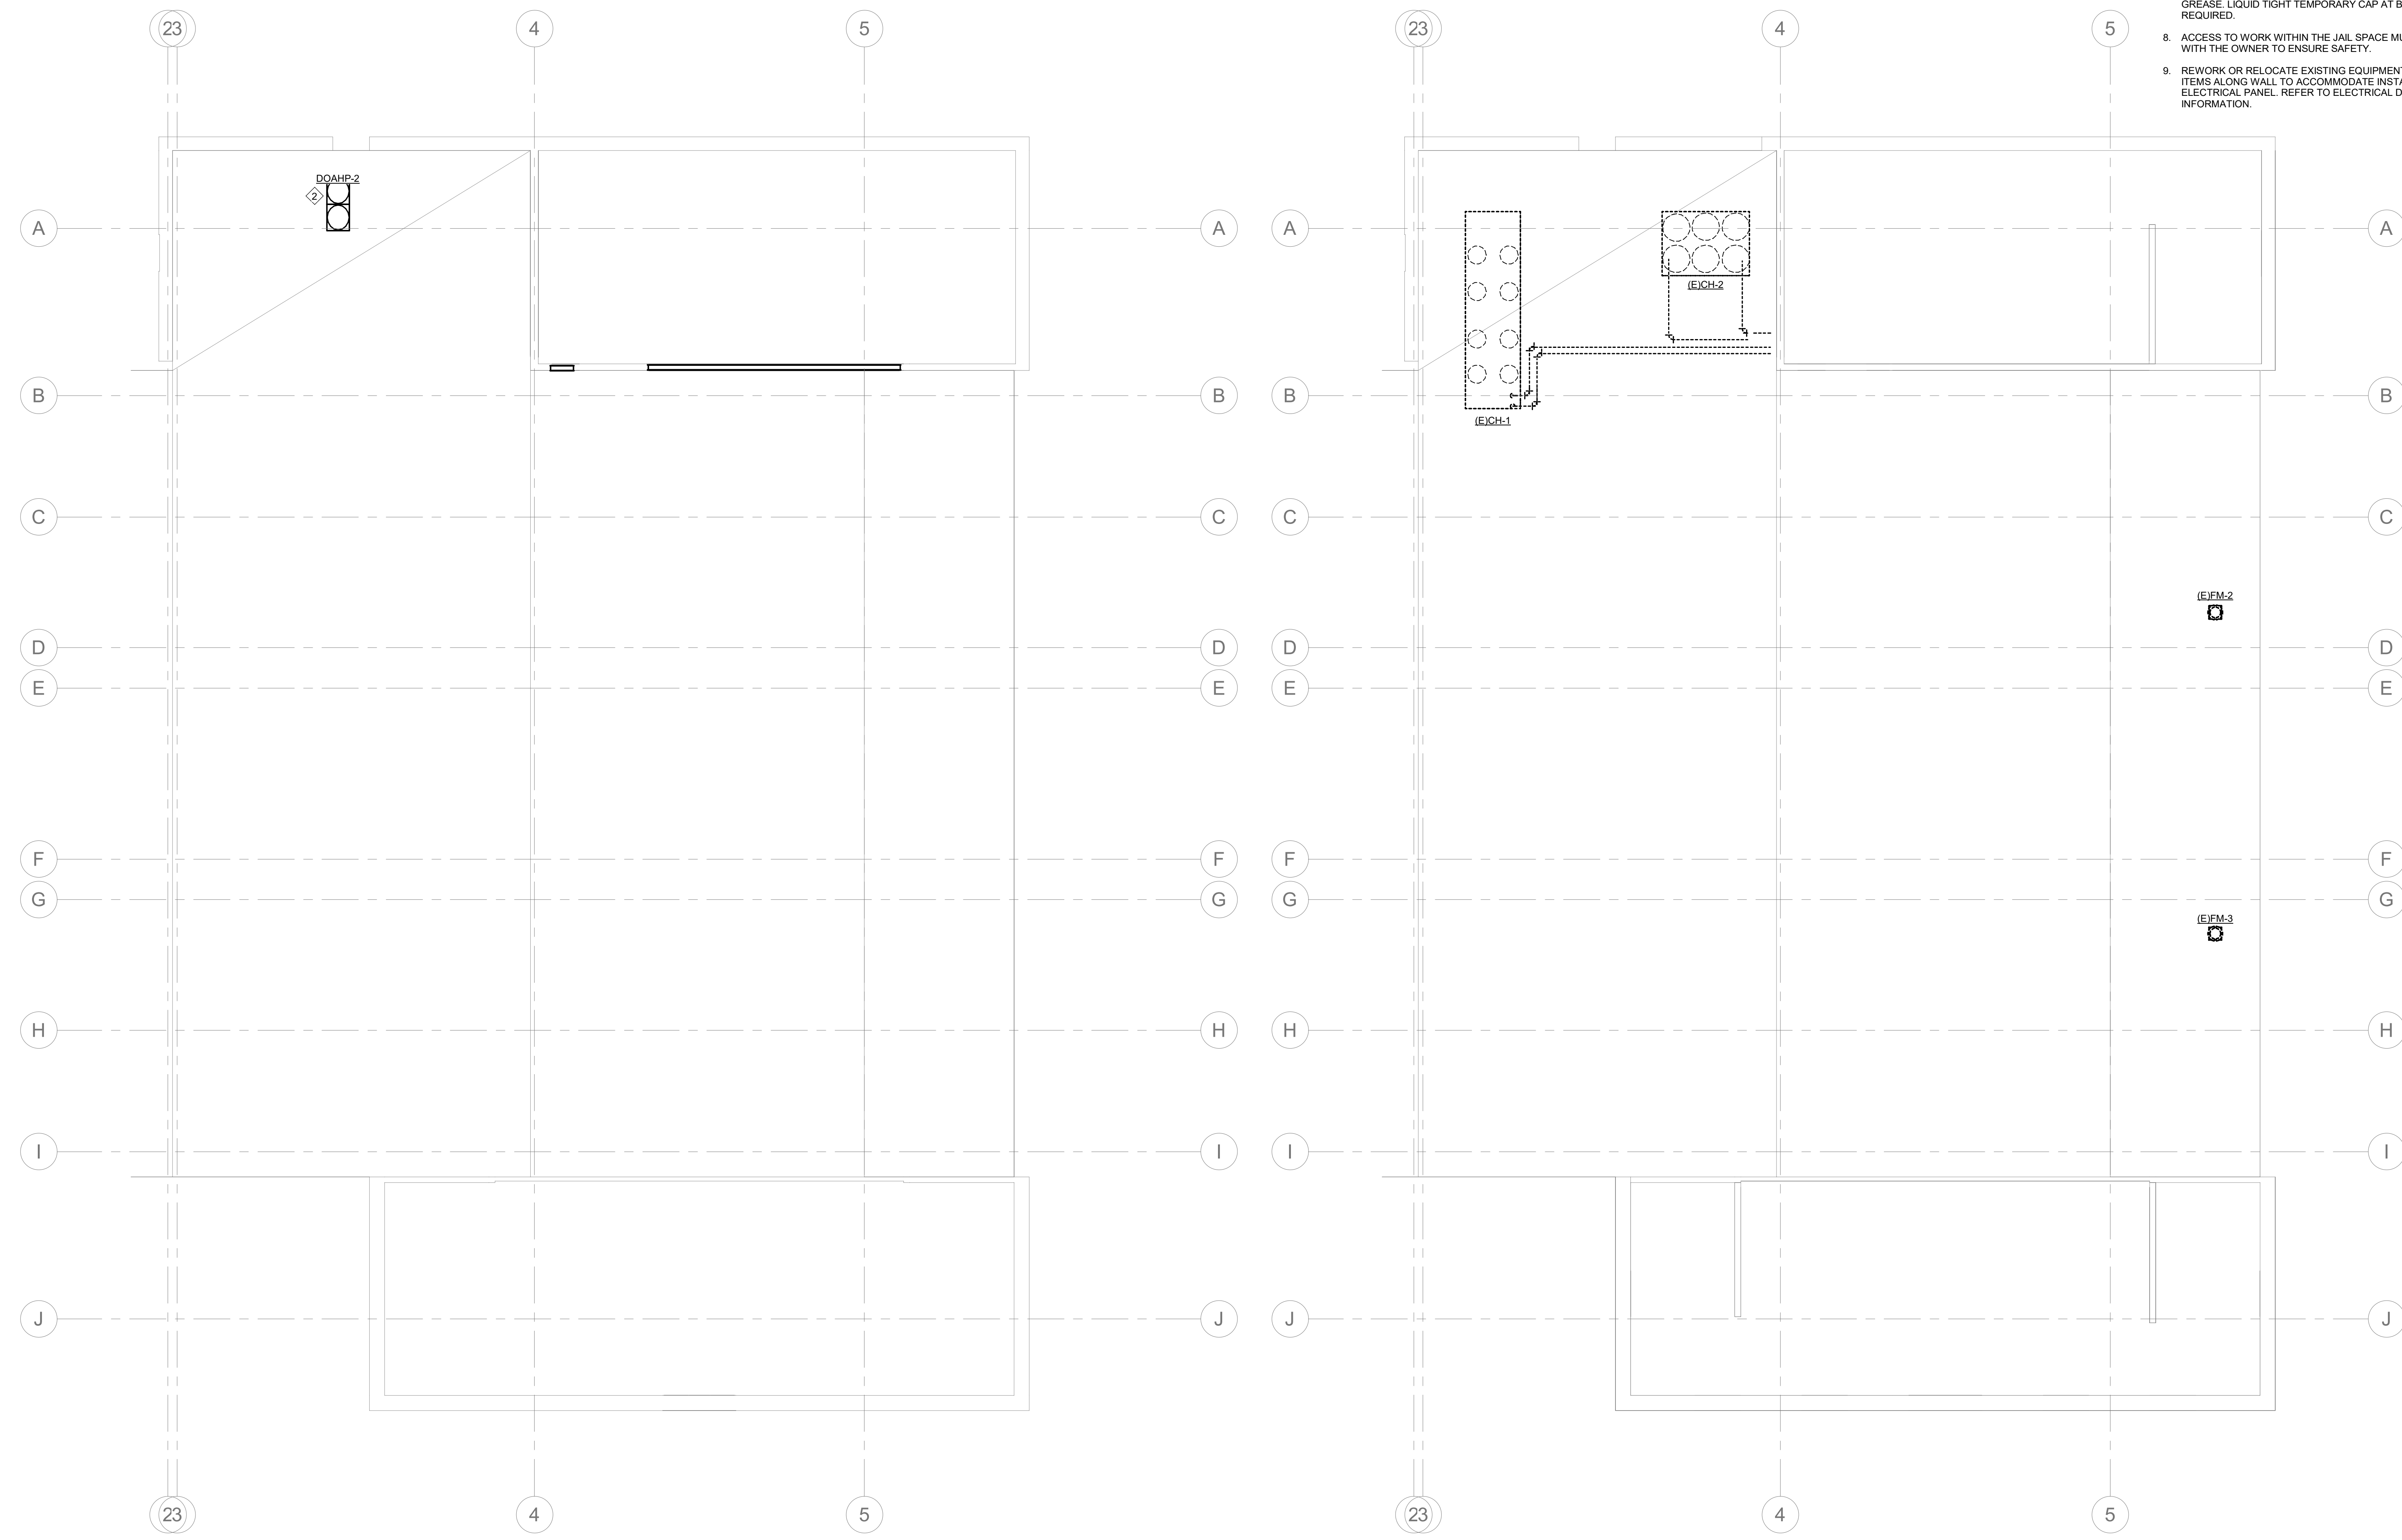 23 4 5 23 4 5
GREASE. LIQUID TIGHT TEMPORARY CAP AT
REQUIRED.
8. ACCESS TO WORK WITHIN THE JAIL SPACE
WITH THE OWNER TO ENSURE SAFETY.
9. REWORK OR RELOCATE EXISTING EQUIPMENT
ITEMS ALONG WALL TO ACCOMMODATE
ELECTRICAL PANEL. REFER TO ELECTRICAL
INFORMATION.
DOAHP-2
2
A A A A
(E)CH-2
B B B B
(E)CH-1
C C C C
(E)FM-2
D D D D
E E E E
F F F F
G G G G
(E)FM-3
H H H H
I I I I
J J J J
23 4 5 23 4 5